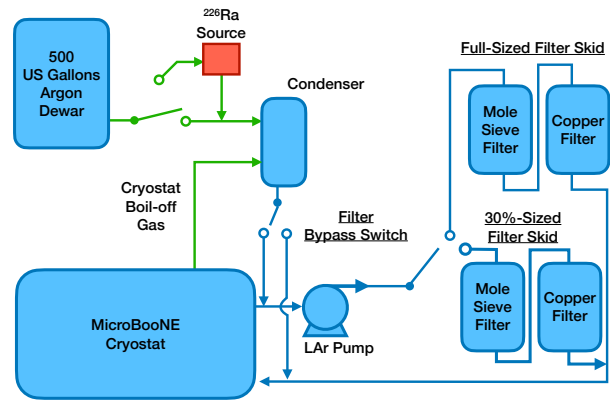 ²²⁶Ra
Source
500
US Gallons
Argon
Dewar
Condenser
Full-Sized Filter Skid
Mole
Sieve
Filter
Copper
Filter
Cryostat
Boil-off
Gas
Filter
Bypass Switch
30%-Sized
Filter Skid
Mole
Sieve
Filter
Copper
Filter
MicroBooNE
Cryostat
LAr Pump